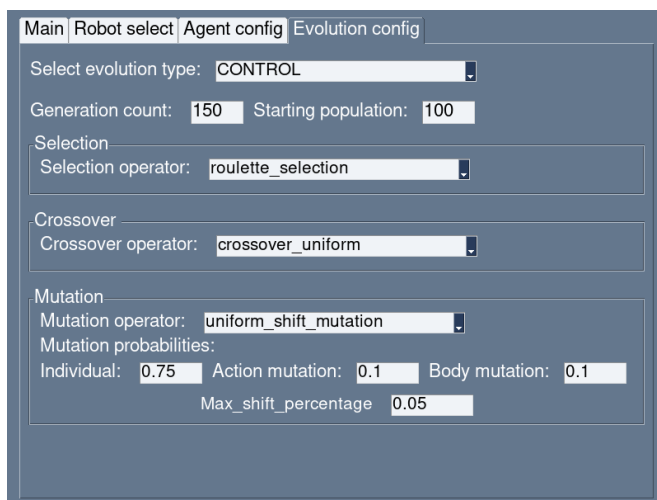 Main Robot select Agent config Evolution config
Select evolution type: CONTROL
Generation count: 150 Starting population: 100
Selection
Selection operator: roulette_selection
Crossover
Crossover operator: crossover_uniform
Mutation
Mutation operator: uniform_shift_mutation
Mutation probabilities:
Individual: 0.75 Action mutation: 0.1 Body mutation: 0.1
Max_shift_percentage 0.05